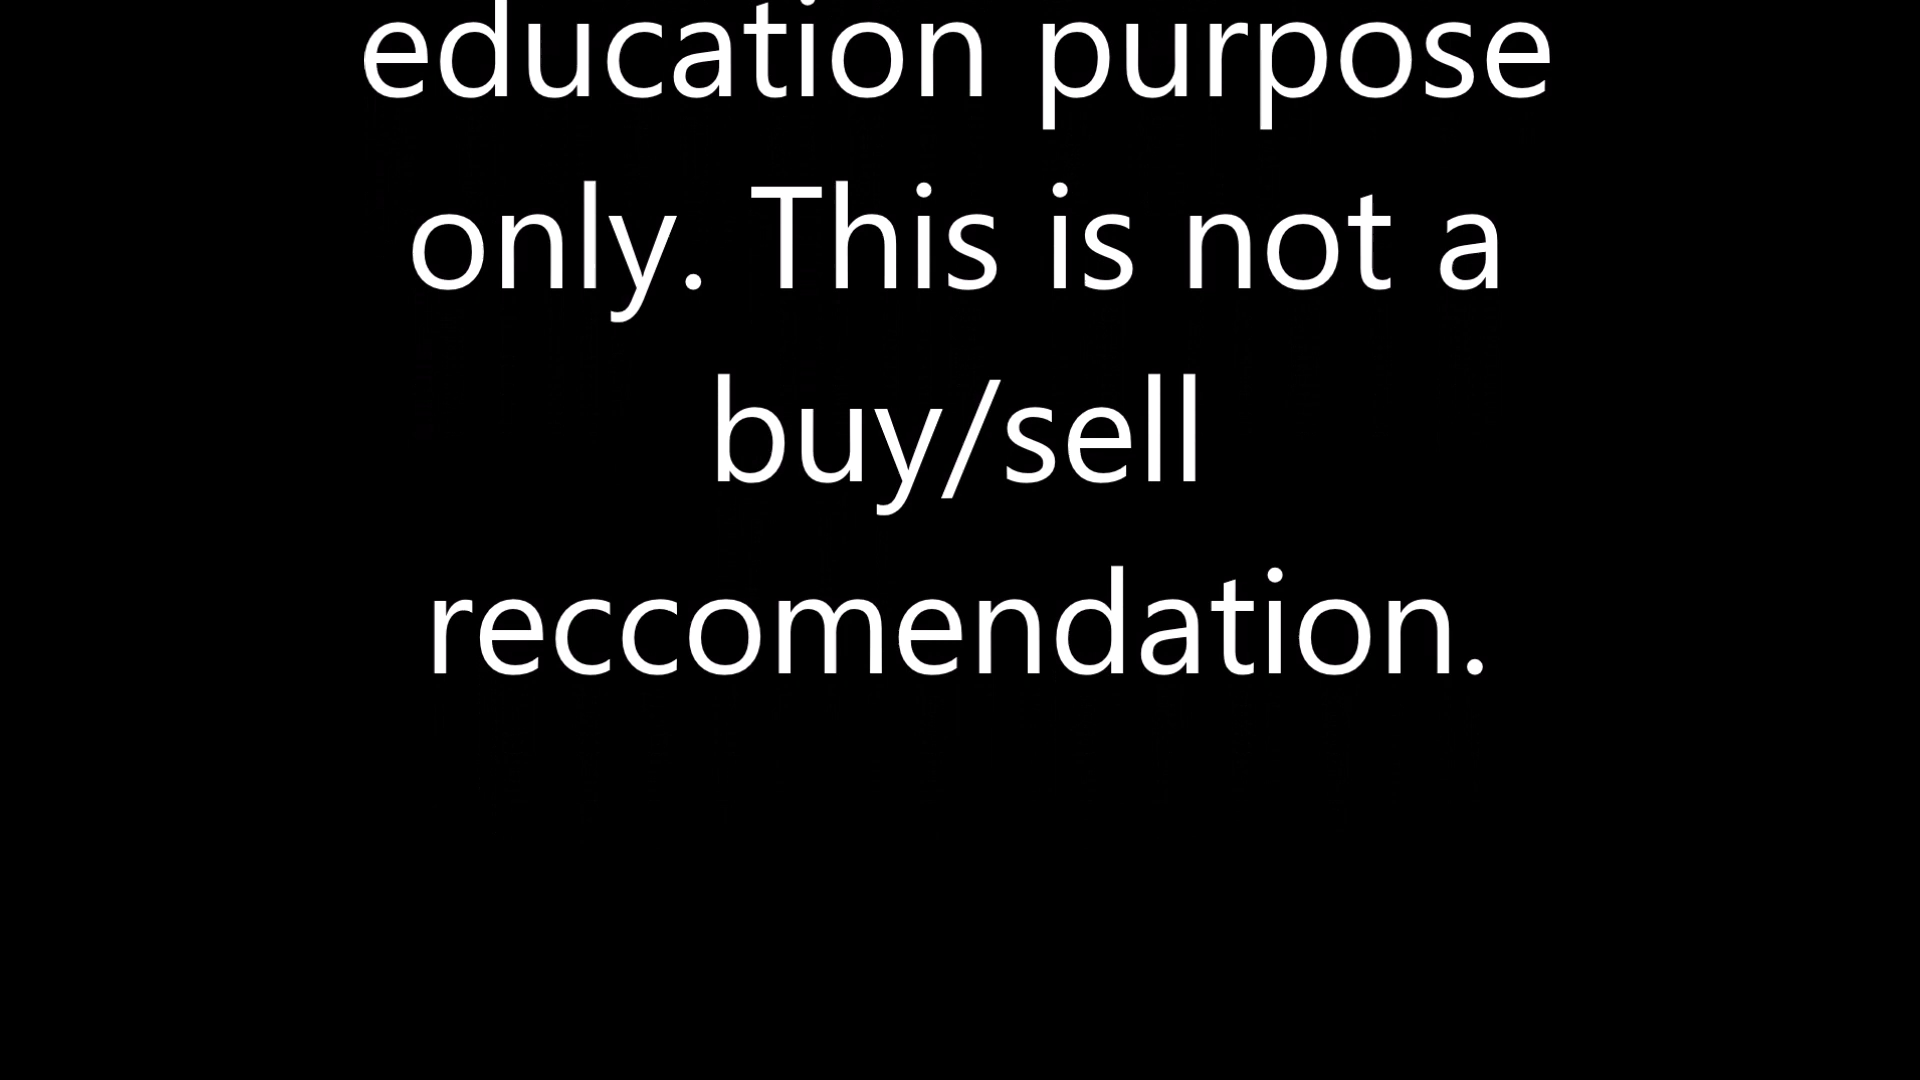 education purpose
only. This is not a
buy/sell
reccomendation.